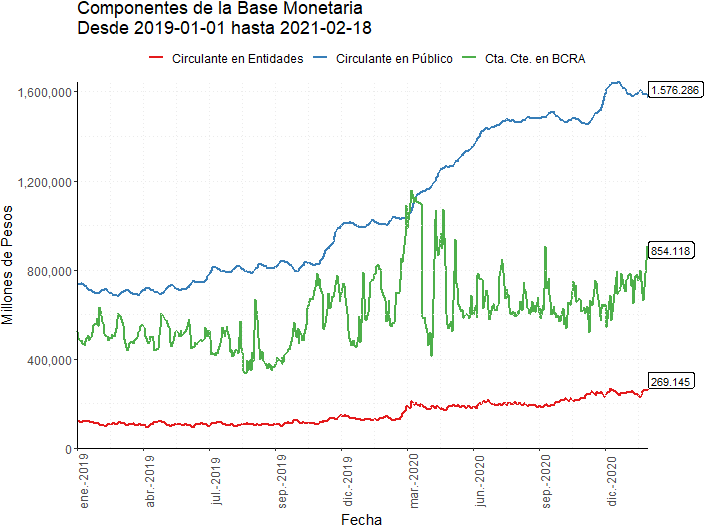 Componentes de la Base Monetaria
Desde 2019-01-01 hasta 2021-02-18
Circulante en Entidades Circulante en Público Cta. Cte. en BCRA
Millones de Pesos
1,600,000
1,200,000
800,000
400,000
0
1.576.286
854.118
269.145
ene.-2019
abr.-2019
jul.-2019
sep.-2019
dic.-2019
mar.-2020
jun.-2020
sep.-2020
dic.-2020
Fecha